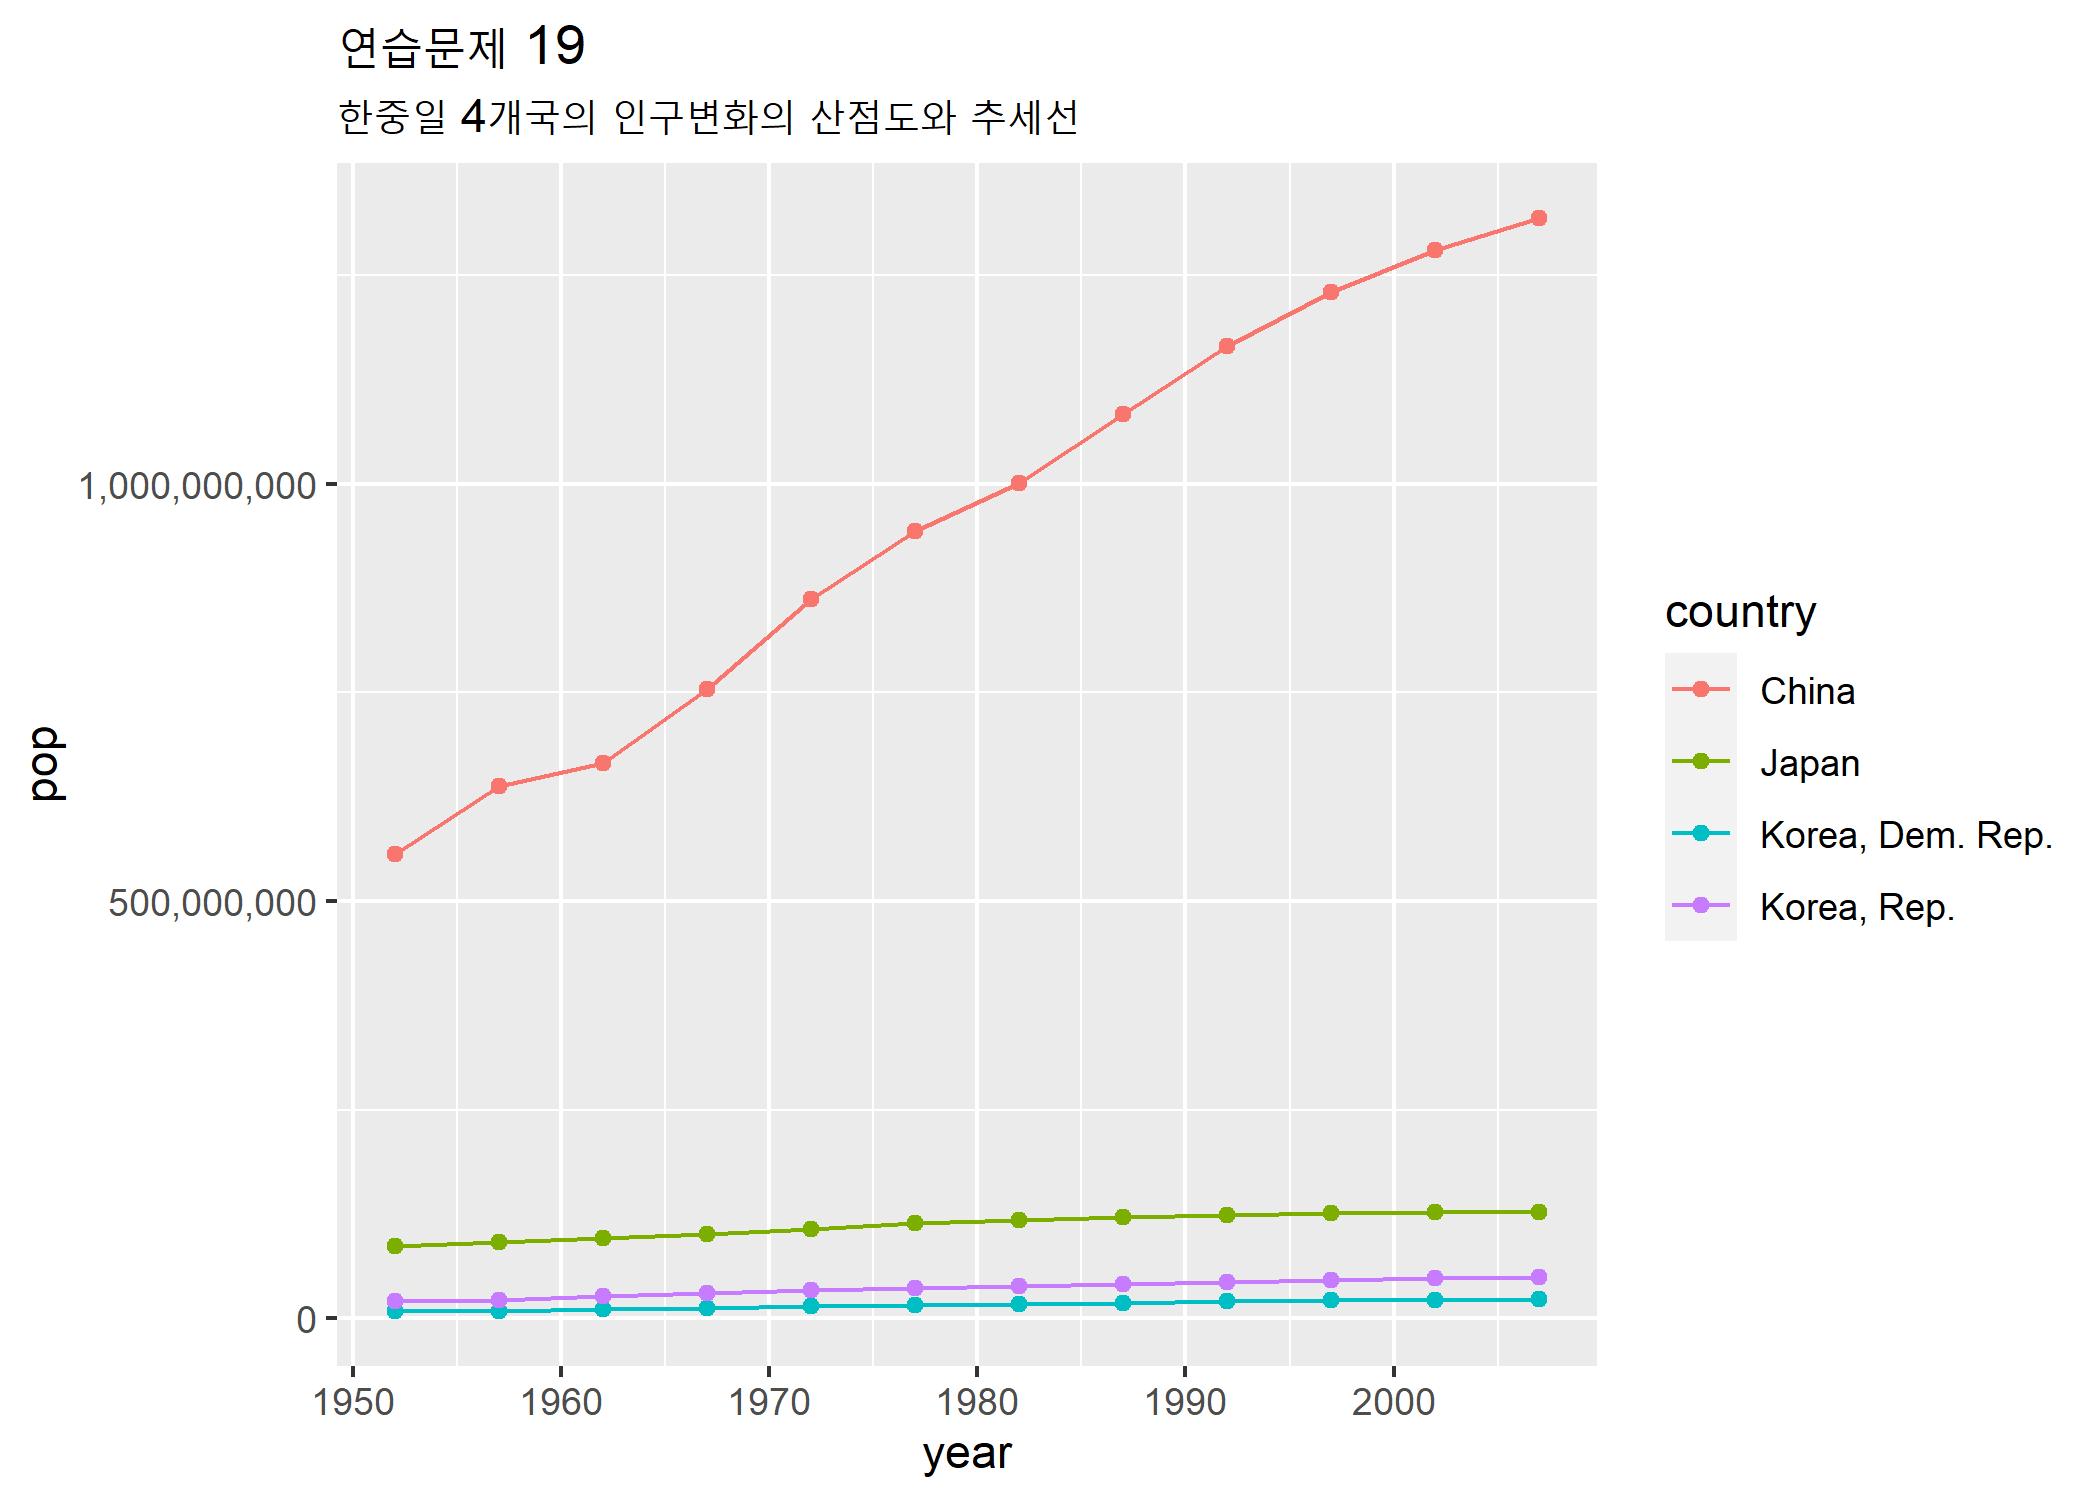 연습문제 19
한중일 4개국의 인구변화의 산점도와 추세선
pop
1,000,000,000
500,000,000
0
1950 1960 1970 1980 1990 2000
year
country
China
Japan
Korea, Dem. Rep.
Korea, Rep.